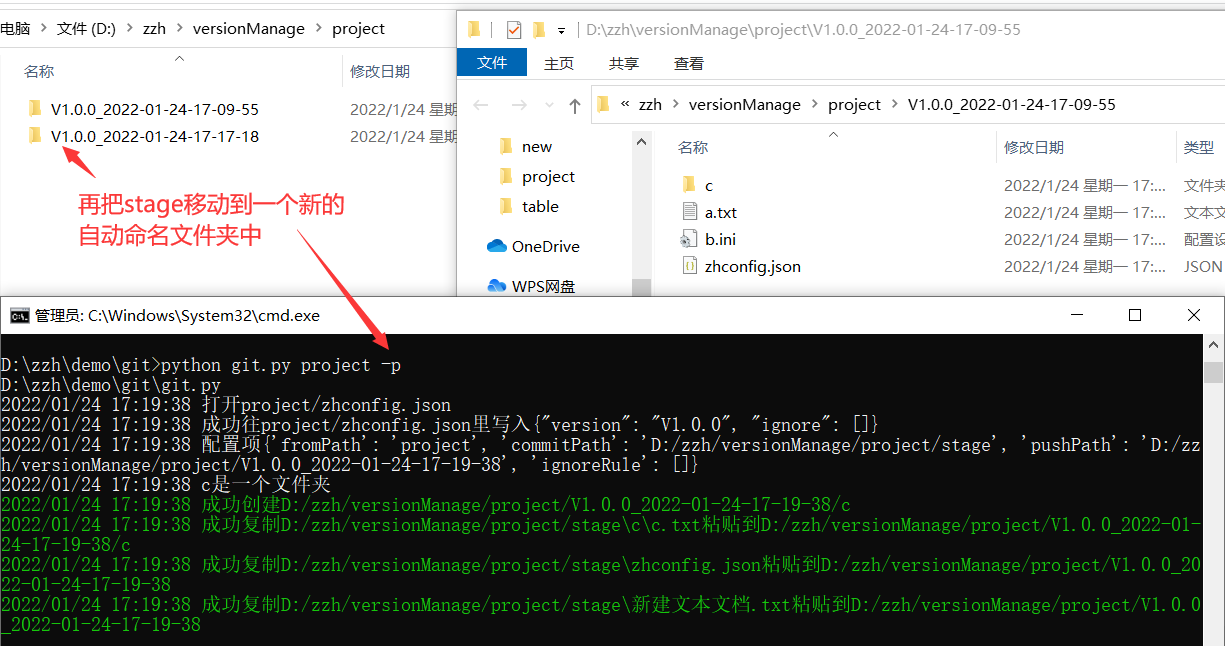 电脑 > 文件 (D:) > zzh > versionManage > project
名称
修改日期
V1.0.0_2022-01-24-17-09-55
2022/1/24 星期
V1.0.0_2022-01-24-17-17-18
2022/1/24 星期
再把stage移动到一个新的
自动命名文件夹中
D:\zzh\versionManage\project\V1.0.0_2022-01-24-17-09-55
文件 主页 共享 查看
« zzh > versionManage > project > V1.0.0_2022-01-24-17-09-55
new
project
table
OneDrive
WPS网盘
名称 修改日期 类型
c 2022/1/24 星期一 17:... 文件夹
a.txt 2022/1/24 星期一 17:... 文本文
b.ini 2022/1/24 星期一 17:... 配置设
zhconfig.json 2022/1/24 星期一 17:... JSON
管理员: C:\Windows\System32\cmd.exe
D:\zzh\demo\git>python git.py project -p
D:\zzh\demo\git\git.py
2022/01/24 17:19:38 打开project/zhconfig.json
2022/01/24 17:19:38 成功往project/zhconfig.json里写入{"version": "V1.0.0", "ignore": []}
2022/01/24 17:19:38 配置项{'fromPath': 'project', 'commitPath': 'D:/zzh/versionManage/project/stage', 'pushPath': 'D:/zz
h/versionManage/project/V1.0.0_2022-01-24-17-19-38', 'ignoreRule': []}
2022/01/24 17:19:38 c是一个文件夹
2022/01/24 17:19:38 成功创建D:/zzh/versionManage/project/V1.0.0_2022-01-24-17-19-38/c
2022/01/24 17:19:38 成功复制D:/zzh/versionManage/project/stage\c\c.txt粘贴到D:/zzh/versionManage/project/V1.0.0_2022-01-
24-17-19-38/c
2022/01/24 17:19:38 成功复制D:/zzh/versionManage/project/stage\zhconfig.json粘贴到D:/zzh/versionManage/project/V1.0.0_20
22-01-24-17-19-38
2022/01/24 17:19:38 成功复制D:/zzh/versionManage/project/stage\新建文本文档.txt粘贴到D:/zzh/versionManage/project/V1.0.0
_2022-01-24-17-19-38